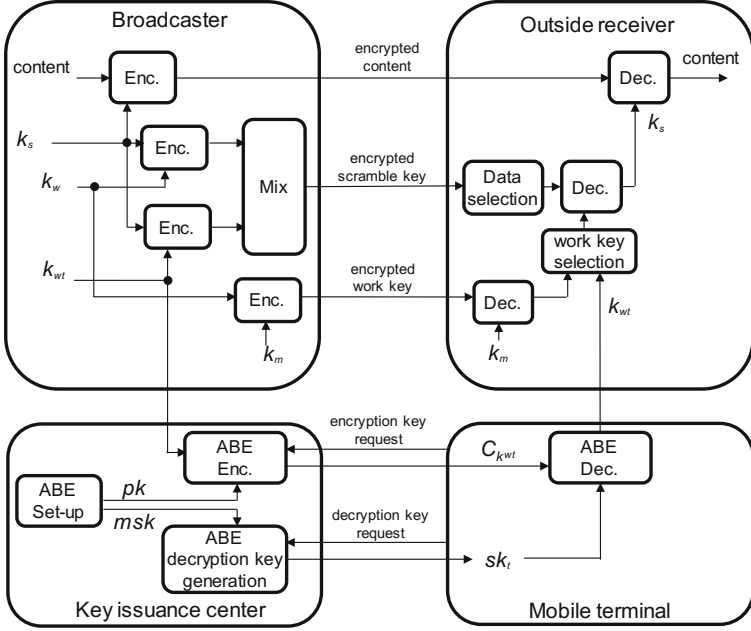 Broadcaster
Outside receiver
content
Enc.
encrypted
content
Dec.
content
k_s
k_s
Enc.
Mix
encrypted
scramble key
Data
selection
Dec.
k_w
Enc.
work key
selection
k_wt
encrypted
work key
Enc.
Dec.
k_wt
k_m
k_m
encryption key
request
ABE
Enc.
C_k^wt
ABE
Dec.
ABE
Set-up
pk
msk
decryption key
request
ABE
decryption key
generation
sk_t
Key issuance center
Mobile terminal